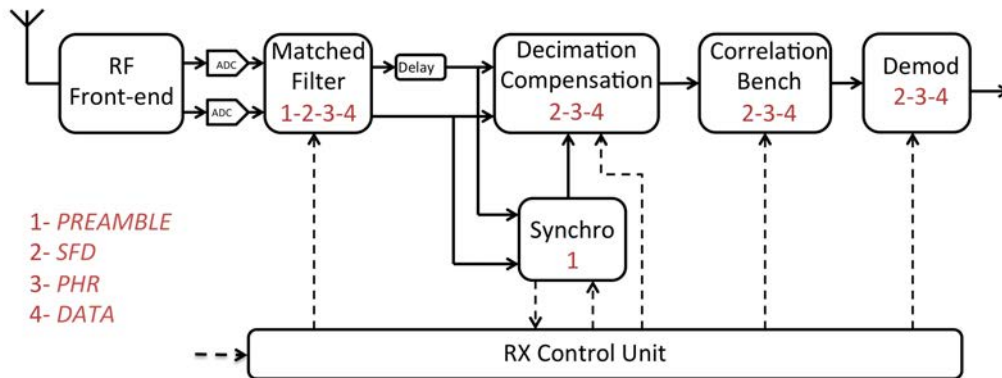 RF
Front-end
ADC
ADC
Matched
Filter
1-2-3-4
Delay
Decimation
Compensation
2-3-4
Correlation
Bench
2-3-4
Demod
2-3-4
Synchro
1
1- PREAMBLE
2- SFD
3- PHR
4- DATA
RX Control Unit